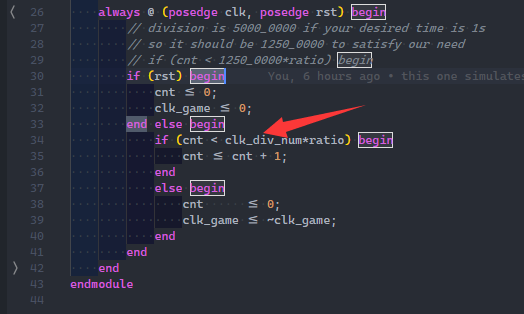 26 always @ (posedge clk, posedge rst) begin
27 // division is 5000_0000 if your desired time is 1s
28 // so it should be 1250_0000 to satisfy our need
29 // if (cnt < 1250_0000*ratio) begin
30 if (rst) begin You, 6 hours ago • this one simulates
31 cnt <= 0;
32 clk_game <= 0;
33 end else begin
34 if (cnt < clk_div_num*ratio) begin
35 cnt <= cnt + 1;
36 end
37 else begin
38 cnt <= 0;
39 clk_game <= ~clk_game;
40 end
41 end
42 end
43 endmodule
44